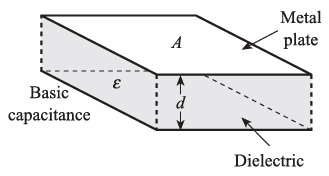 Metal
plate
A
ε
d
Basic
capacitance
Dielectric